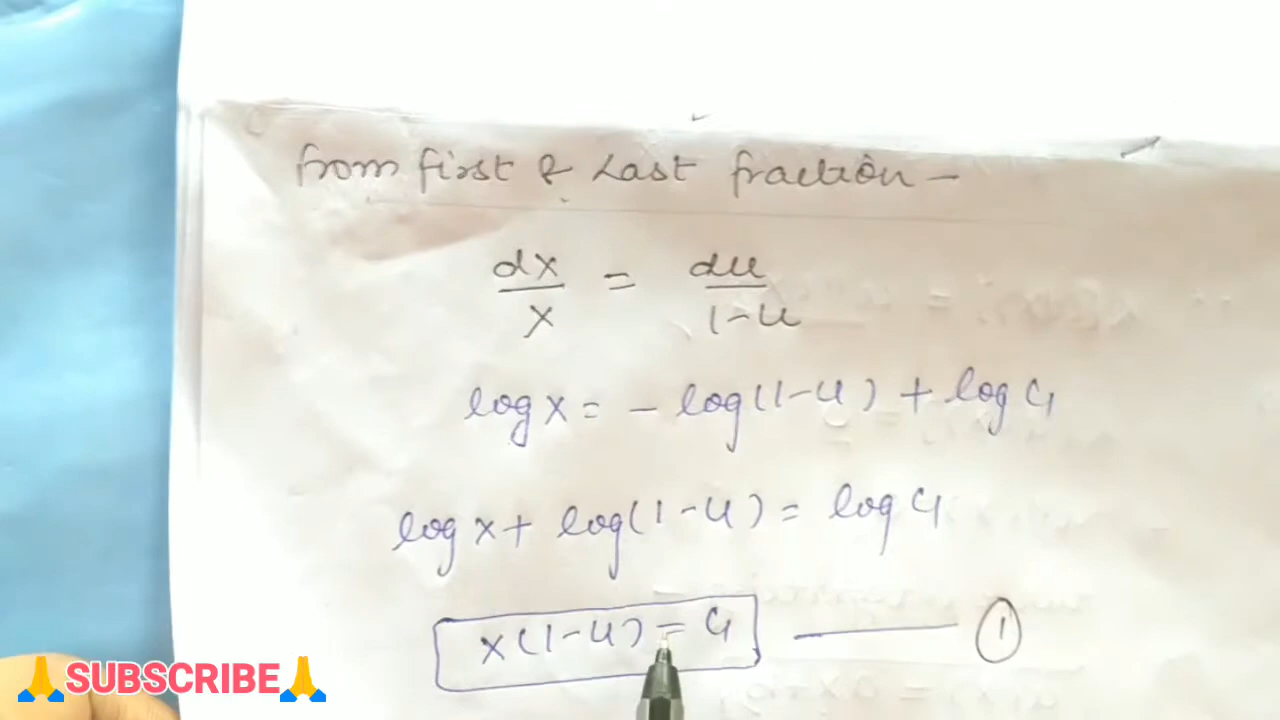 from first & Last fraction -
dx/x = du/1-u
log x = - log(1-u) + log c₁
log x + log(1-u) = log c₁
x(1-u) = c₁ ——— ①
🙏SUBSCRIBE🙏